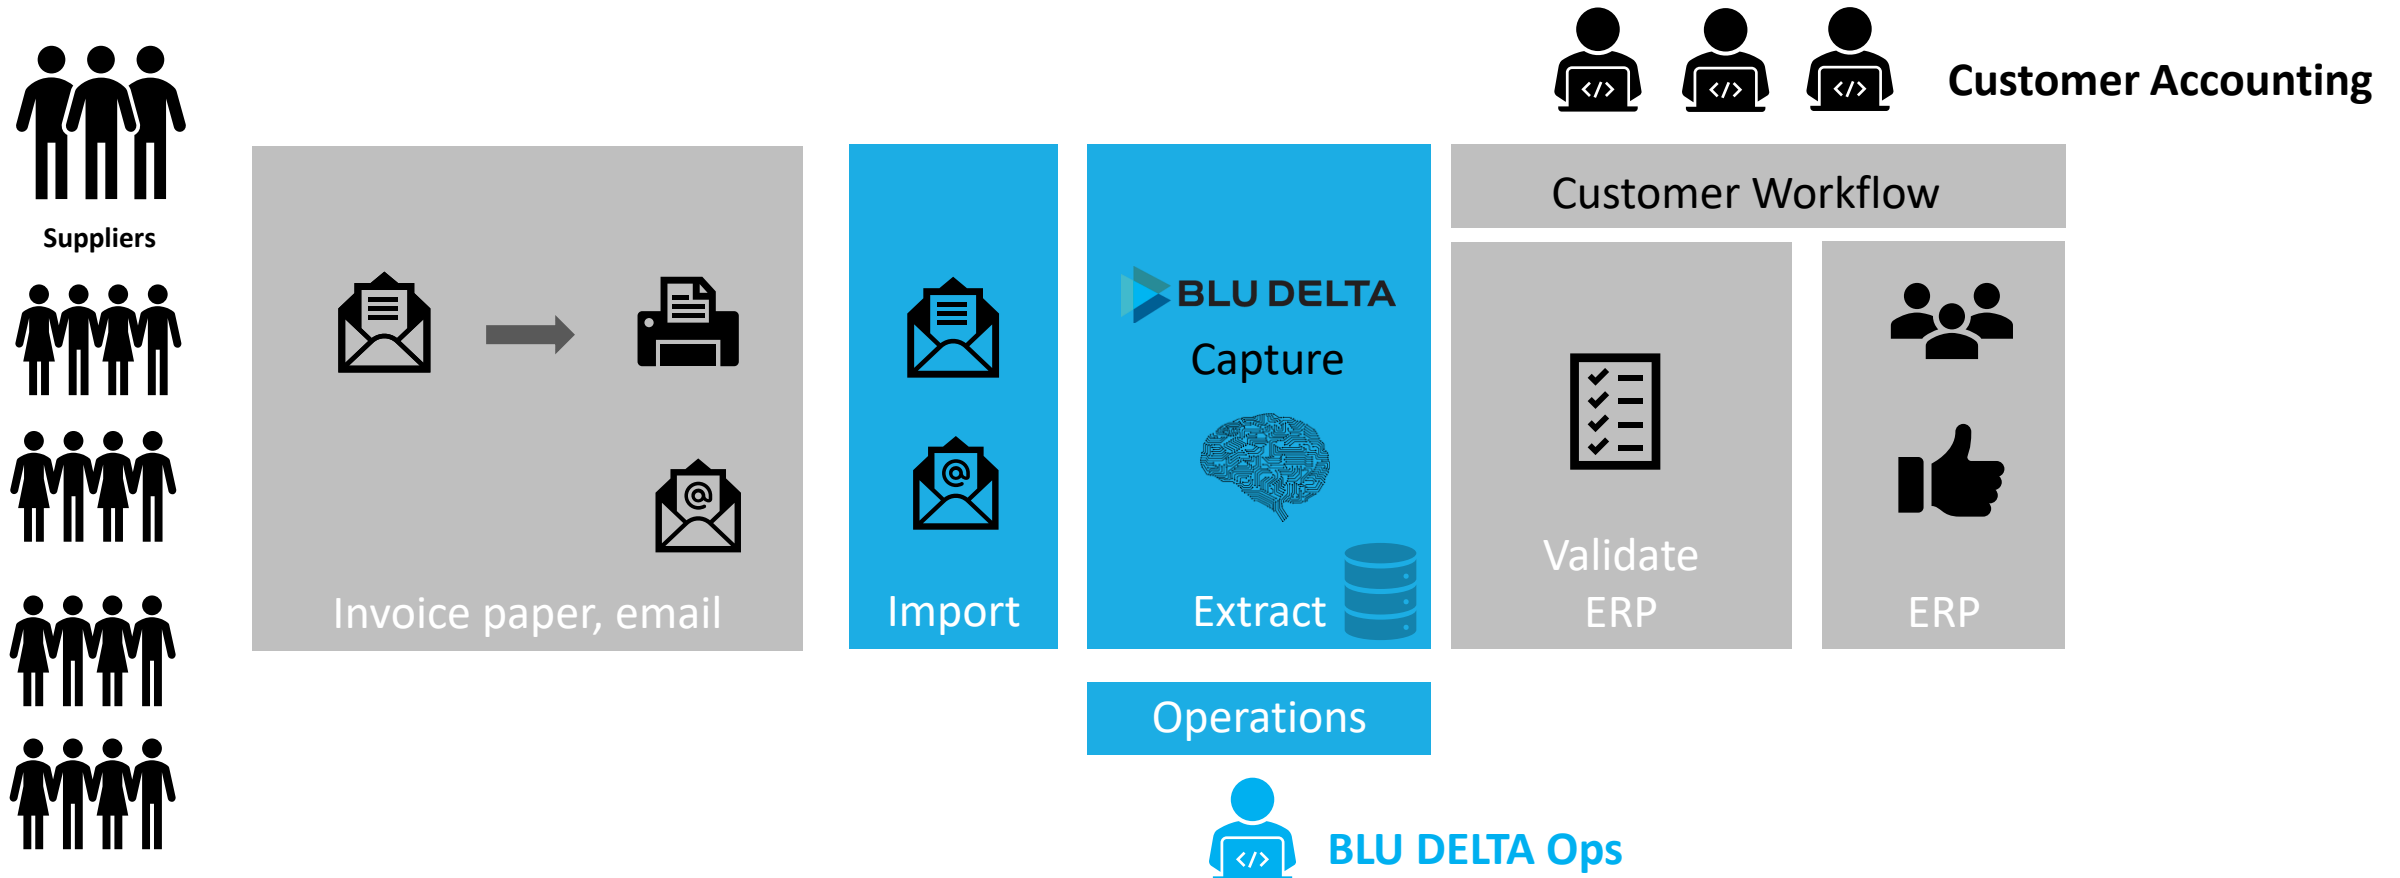 Customer Accounting
Suppliers
Customer Workflow
BLU DELTA
Capture
Invoice paper, email
Import
Extract
Validate
ERP
ERP
Operations
BLU DELTA Ops